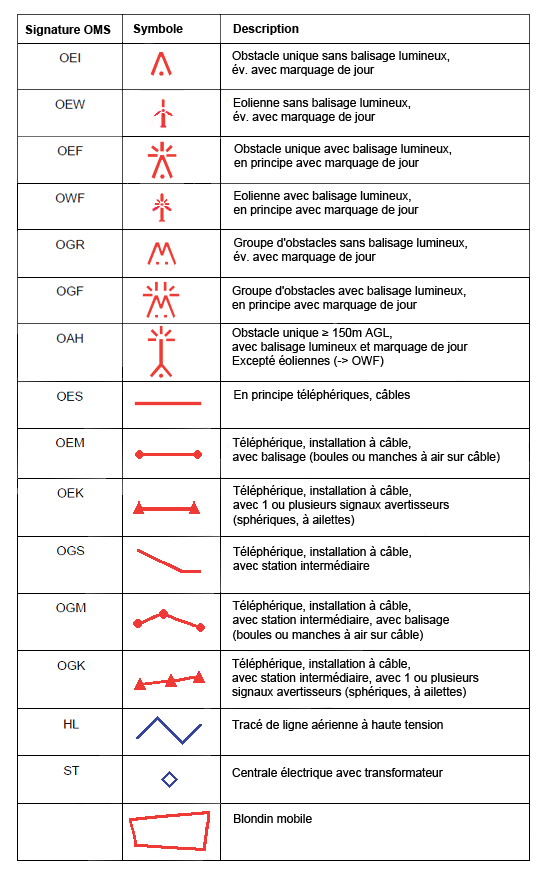 Signature OMS Symbole Description
OEI Obstacle unique sans balisage lumineux,
év. avec marquage de jour
OEW Eolienne sans balisage lumineux,
év. avec marquage de jour
OEF Obstacle unique avec balisage lumineux,
en principe avec marquage de jour
OWF Eolienne avec balisage lumineux,
en principe avec marquage de jour
OGR Groupe d'obstacles sans balisage lumineux,
év. avec marquage de jour
OGF Groupe d'obstacles avec balisage lumineux,
en principe avec marquage de jour
OAH Obstacle unique ≥ 150m AGL,
avec balisage lumineux et marquage de jour
Excepté éoliennes (-> OWF)
OES En principe téléphériques, câbles
OEM Téléphérique, installation à câble,
avec balisage (boules ou manches à air sur câble)
OEK Téléphérique, installation à câble,
avec 1 ou plusieurs signaux avertisseurs
(sphériques, à ailettes)
OGS Téléphérique, installation à câble,
avec station intermédiaire
OGM Téléphérique, installation à câble,
avec station intermédiaire, avec balisage
(boules ou manches à air sur câble)
OGK Téléphérique, installation à câble,
avec station intermédiaire, avec 1 ou plusieurs
signaux avertisseurs (sphériques, à ailettes)
HL Tracé de ligne aérienne à haute tension
ST Centrale électrique avec transformateur
Blondin mobile